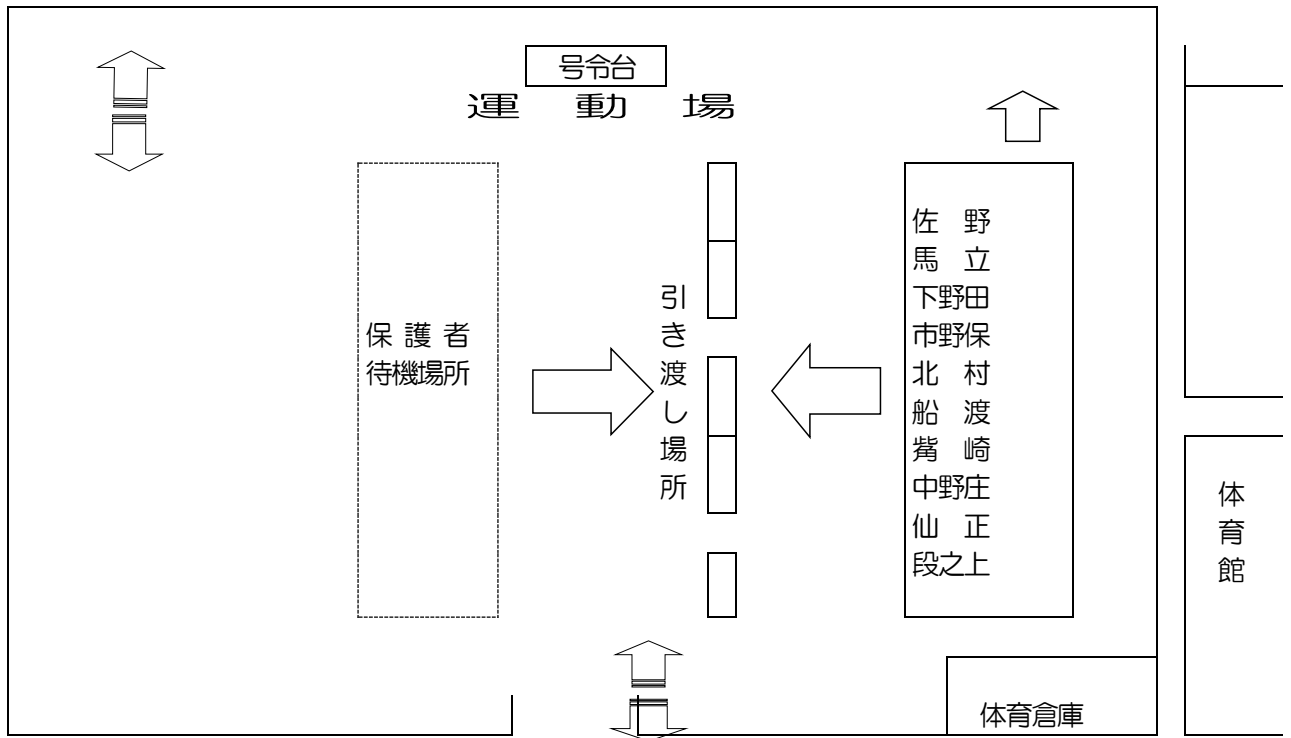 号令台
運動場
保護者
待機場所
引き渡し場所
佐野
馬立
下野田
市野保
北村
船渡
觜崎
中野庄
仙正
段之上
体育館
体育倉庫